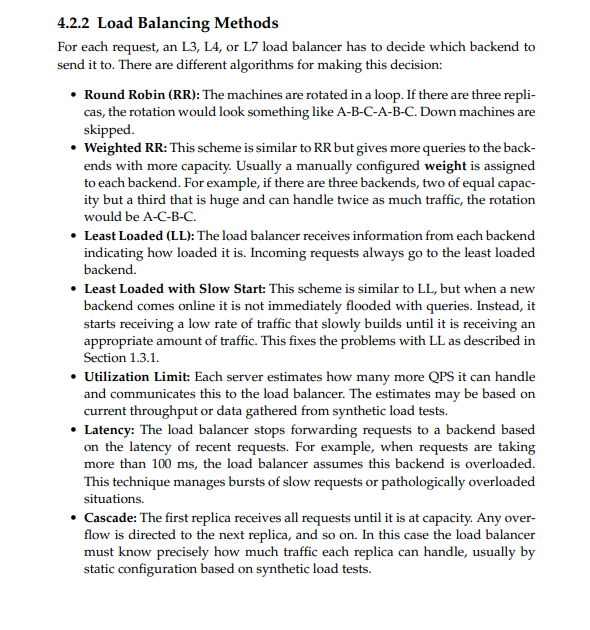 4.2.2 Load Balancing Methods
For each request, an L3, L4, or L7 load balancer has to decide which backend to
send it to. There are different algorithms for making this decision:
• Round Robin (RR): The machines are rotated in a loop. If there are three repli-
cas, the rotation would look something like A-B-C-A-B-C. Down machines are
skipped.
• Weighted RR: This scheme is similar to RR but gives more queries to the back-
ends with more capacity. Usually a manually configured weight is assigned
to each backend. For example, if there are three backends, two of equal capac-
ity but a third that is huge and can handle twice as much traffic, the rotation
would be A-C-B-C.
• Least Loaded (LL): The load balancer receives information from each backend
indicating how loaded it is. Incoming requests always go to the least loaded
backend.
• Least Loaded with Slow Start: This scheme is similar to LL, but when a new
backend comes online it is not immediately flooded with queries. Instead, it
starts receiving a low rate of traffic that slowly builds until it is receiving an
appropriate amount of traffic. This fixes the problems with LL as described in
Section 1.3.1.
• Utilization Limit: Each server estimates how many more QPS it can handle
and communicates this to the load balancer. The estimates may be based on
current throughput or data gathered from synthetic load tests.
• Latency: The load balancer stops forwarding requests to a backend based
on the latency of recent requests. For example, when requests are taking
more than 100 ms, the load balancer assumes this backend is overloaded.
This technique manages bursts of slow requests or pathologically overloaded
situations.
• Cascade: The first replica receives all requests until it is at capacity. Any over-
flow is directed to the next replica, and so on. In this case the load balancer
must know precisely how much traffic each replica can handle, usually by
static configuration based on synthetic load tests.